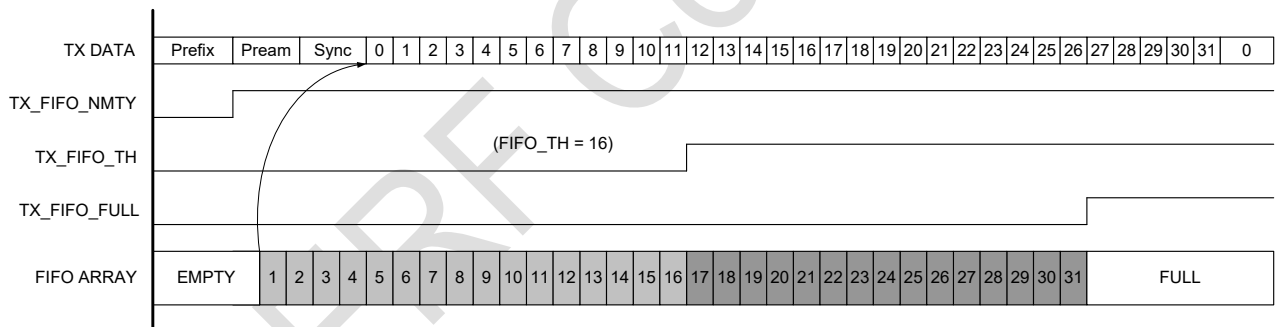 TX DATA Prefix Pream Sync 0 1 2 3 4 5 6 7 8 9 10 11 12 13 14 15 16 17 18 19 20 21 22 23 24 25 26 27 28 29 30 31 0
TX_FIFO_NMTY
(FIFO_TH = 16)
TX_FIFO_TH
TX_FIFO_FULL
FIFO ARRAY EMPTY 1 2 3 4 5 6 7 8 9 10 11 12 13 14 15 16 17 18 19 20 21 22 23 24 25 26 27 28 29 30 31 FULL